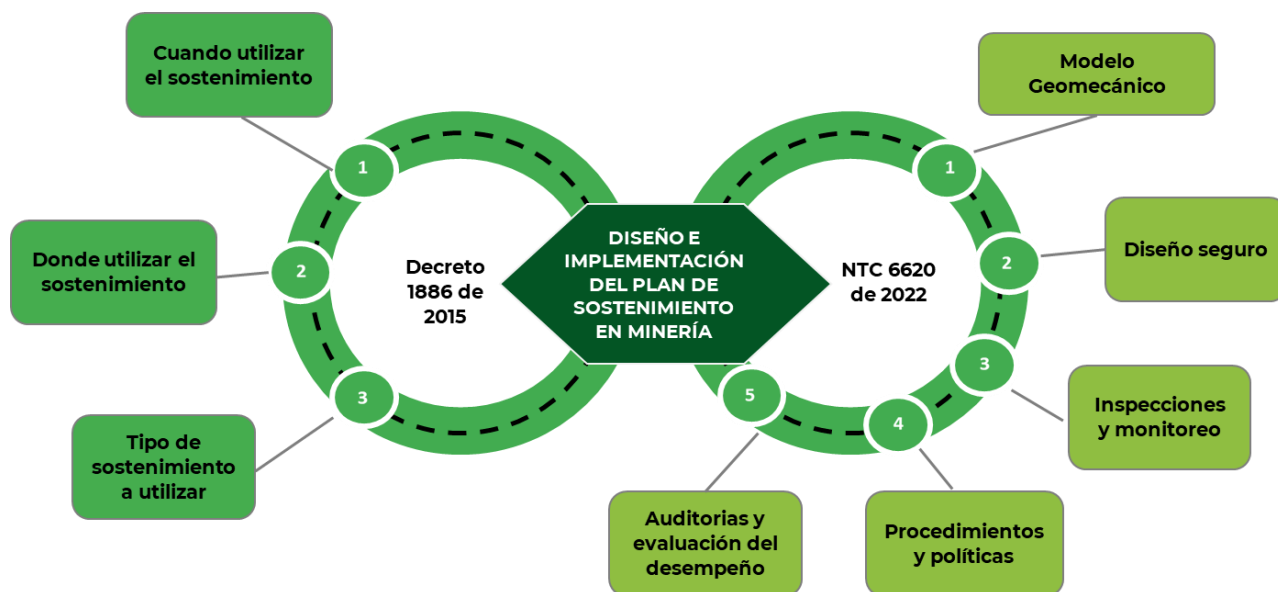 Cuando utilizar
el sostenimiento
1
Donde utilizar el
sostenimiento
2
Tipo de
sostenimiento
a utilizar
3
Decreto
1886 de
2015
DISEÑO E
IMPLEMENTACIÓN
DEL PLAN DE
SOSTENIMIENTO
EN MINERÍA
NTC 6620
de 2022
1
Modelo
Geomecánico
2
Diseño seguro
3
Inspecciones
y monitoreo
4
Procedimientos
y políticas
5
Auditorias y
evaluación del
desempeño